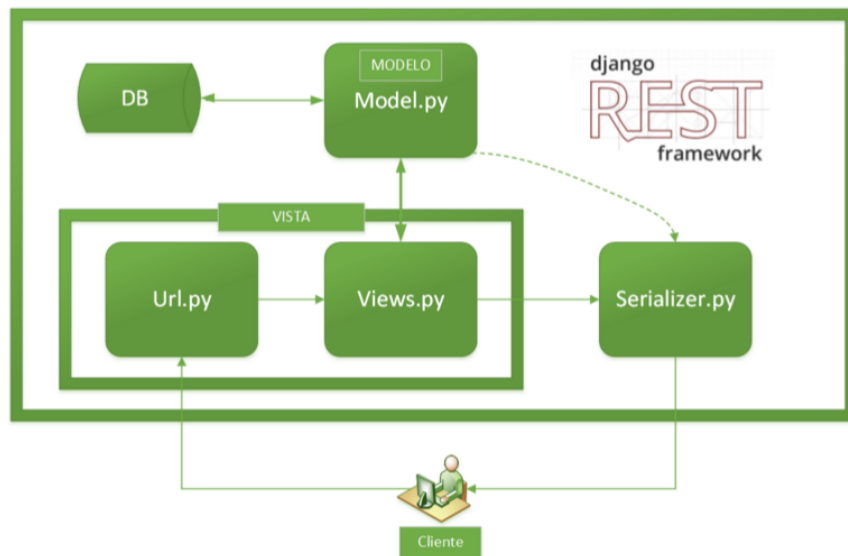 MODELO
DB
Model.py
django
REST
framework
VISTA
Url.py
Views.py
Serializer.py
Cliente